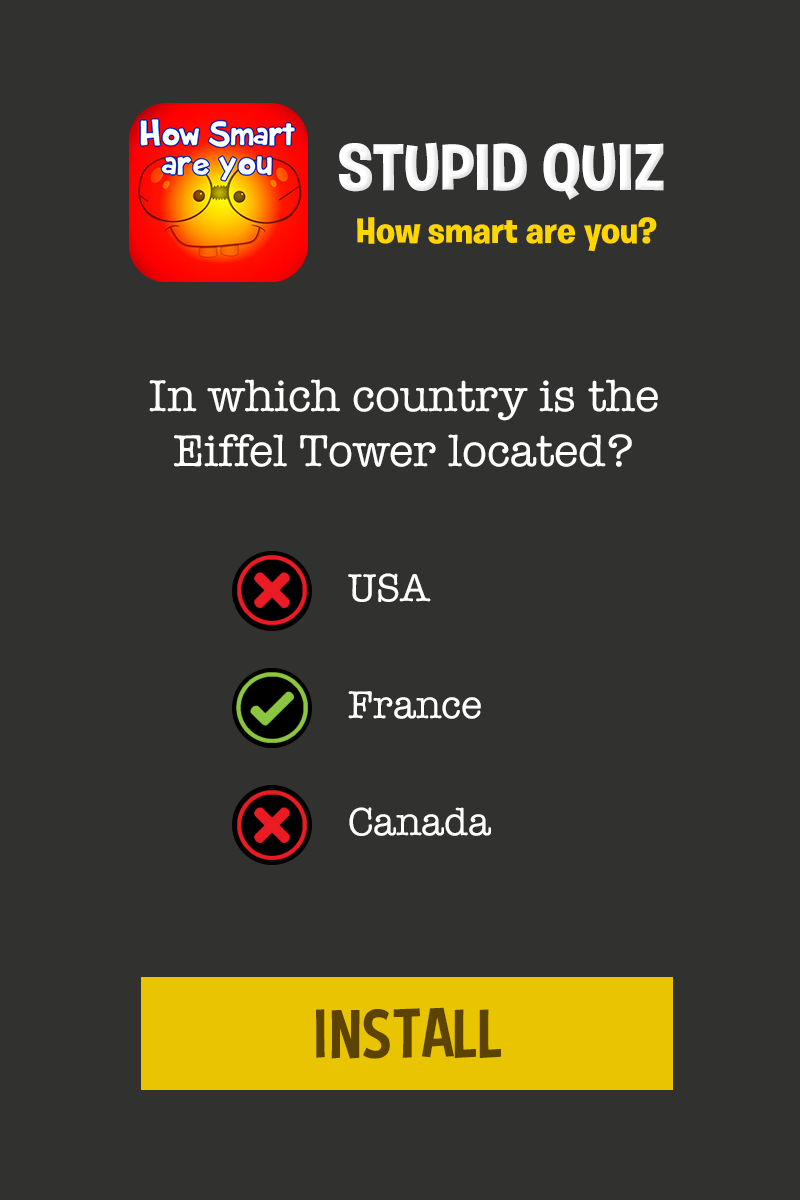 How Smart
are you
STUPID QUIZ
How smart are you?
In which country is the
Eiffel Tower located?
USA
France
Canada
INSTALL